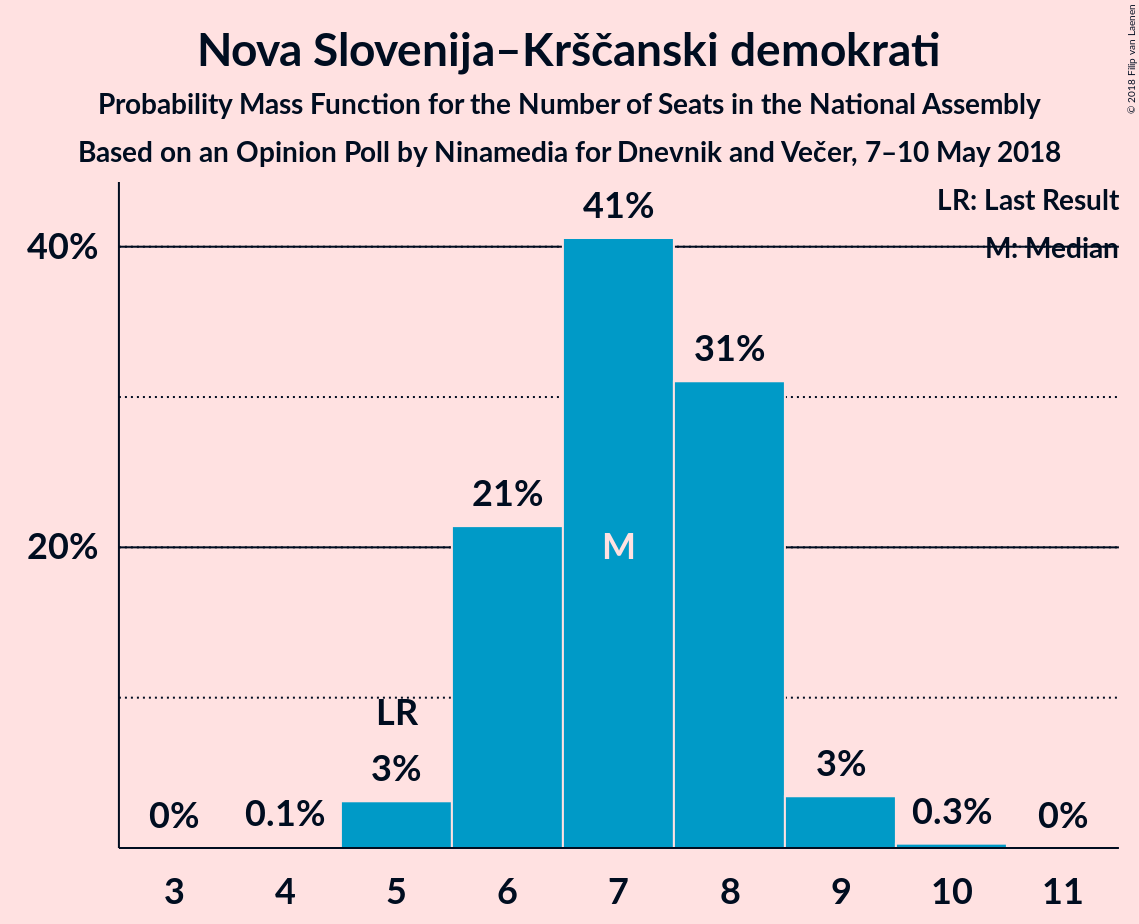 Nova Slovenija–Krščanski demokrati
Probability Mass Function for the Number of Seats in the National Assembly
Based on an Opinion Poll by Ninamedia for Dnevnik and Večer, 7–10 May 2018
© 2018 Filip van Laenen
LR: Last Result
M: Median
41%
40%
31%
21%
20%
M
LR
3%
3%
0%
0.1%
0.3%
0%
3 4 5 6 7 8 9 10 11